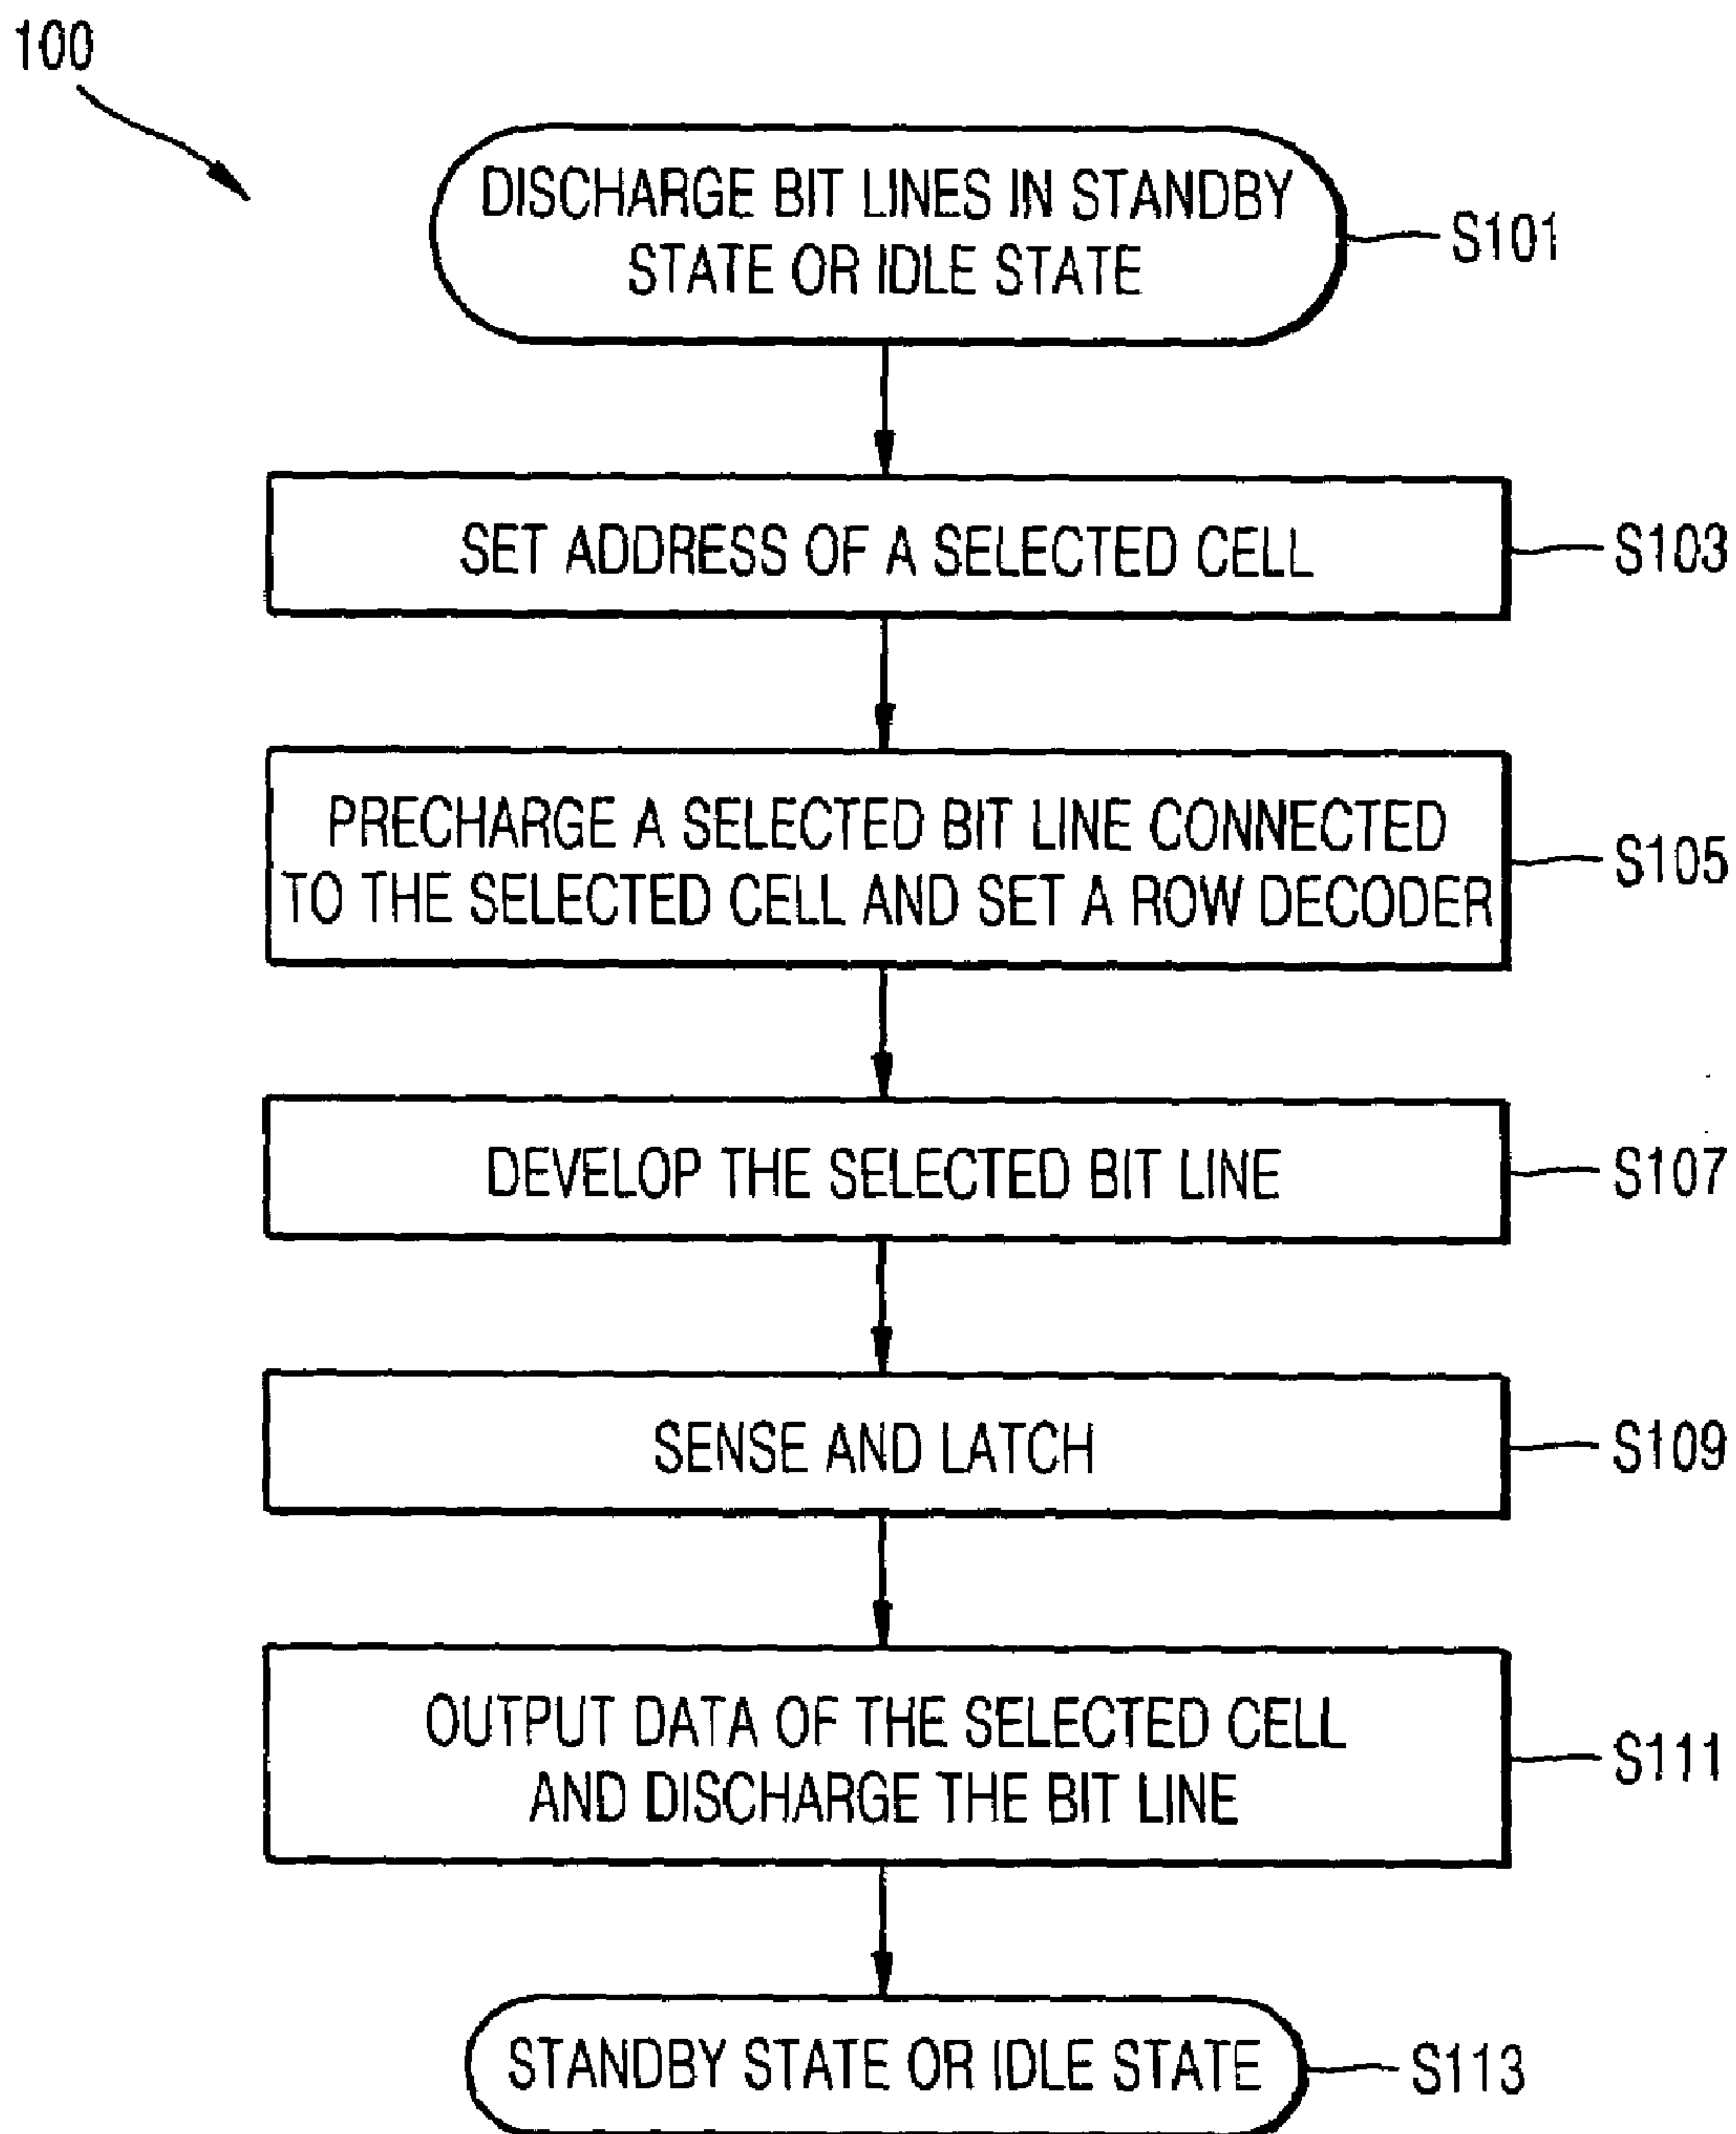 100
DISCHARGE BIT LINES IN STANDBY
STATE OR IDLE STATE
S101
SET ADDRESS OF A SELECTED CELL
S103
PRECHARGE A SELECTED BIT LINE CONNECTED
TO THE SELECTED CELL AND SET A ROW DECODER
S105
DEVELOP THE SELECTED BIT LINE
S107
SENSE AND LATCH
S109
OUTPUT DATA OF THE SELECTED CELL
AND DISCHARGE THE BIT LINE
S111
STANDBY STATE OR IDLE STATE
S113